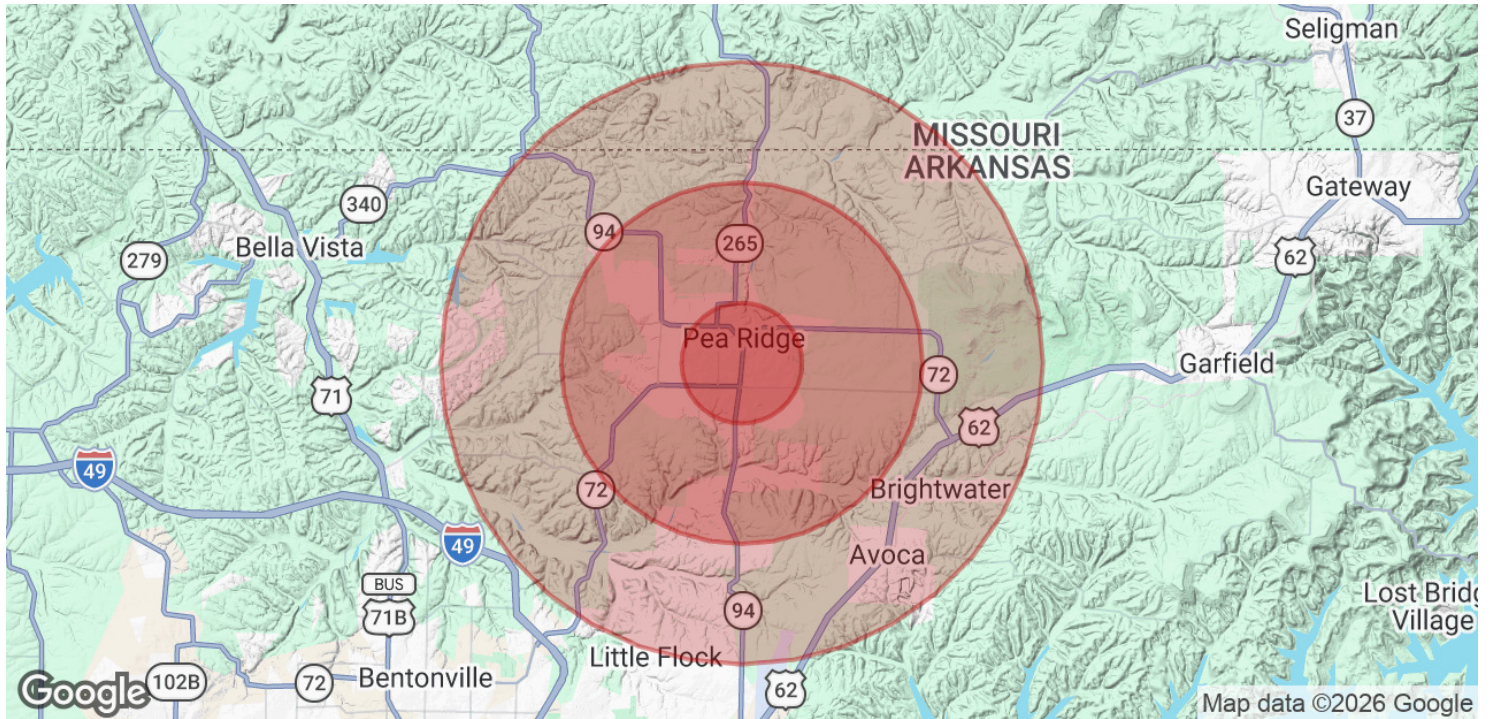 Seligman
37
MISSOURI
ARKANSAS
Gateway
340
94
265
Bella Vista
279
62
Pea Ridge
Garfield
72
71
62
49
72
Brightwater
49
Avoca
BUS
71B
94
Lost Bridg
Village
Little Flock
Bentonville
72
102B
62
Google
Map data ©2026 Google